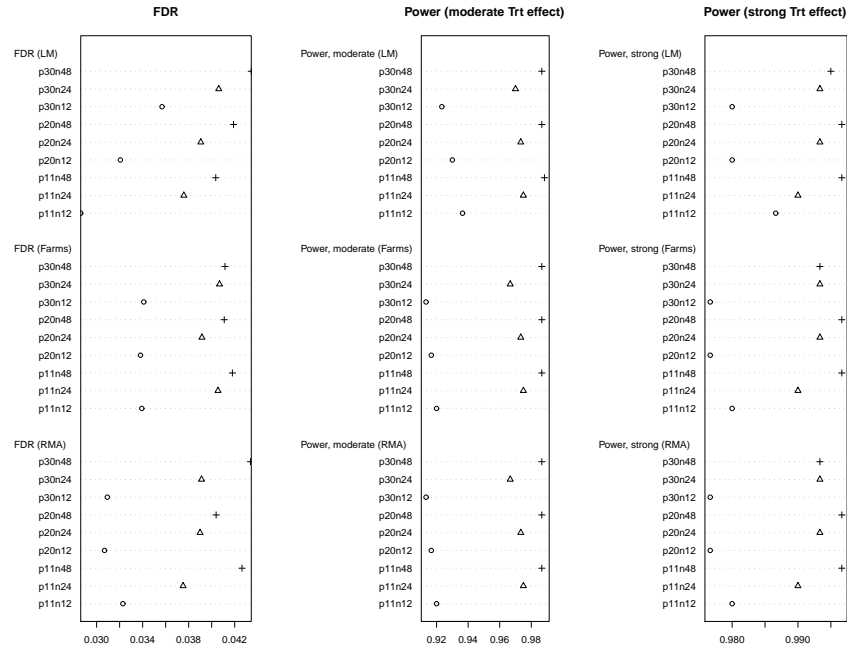 FDR
FDR (LM)
p30n48
p30n24
p30n12
p20n48
p20n24
p20n12
p11n48
p11n24
p11n12
FDR (Farms)
p30n48
p30n24
p30n12
p20n48
p20n24
p20n12
p11n48
p11n24
p11n12
FDR (RMA)
p30n48
p30n24
p30n12
p20n48
p20n24
p20n12
p11n48
p11n24
p11n12
0.030 0.034 0.038 0.042
Power (moderate Trt effect)
Power, moderate (LM)
p30n48
p30n24
p30n12
p20n48
p20n24
p20n12
p11n48
p11n24
p11n12
Power, moderate (Farms)
p30n48
p30n24
p30n12
p20n48
p20n24
p20n12
p11n48
p11n24
p11n12
Power, moderate (RMA)
p30n48
p30n24
p30n12
p20n48
p20n24
p20n12
p11n48
p11n24
p11n12
0.92 0.94 0.96 0.98
Power (strong Trt effect)
Power, strong (LM)
p30n48
p30n24
p30n12
p20n48
p20n24
p20n12
p11n48
p11n24
p11n12
Power, strong (Farms)
p30n48
p30n24
p30n12
p20n48
p20n24
p20n12
p11n48
p11n24
p11n12
Power, strong (RMA)
p30n48
p30n24
p30n12
p20n48
p20n24
p20n12
p11n48
p11n24
p11n12
0.980 0.990